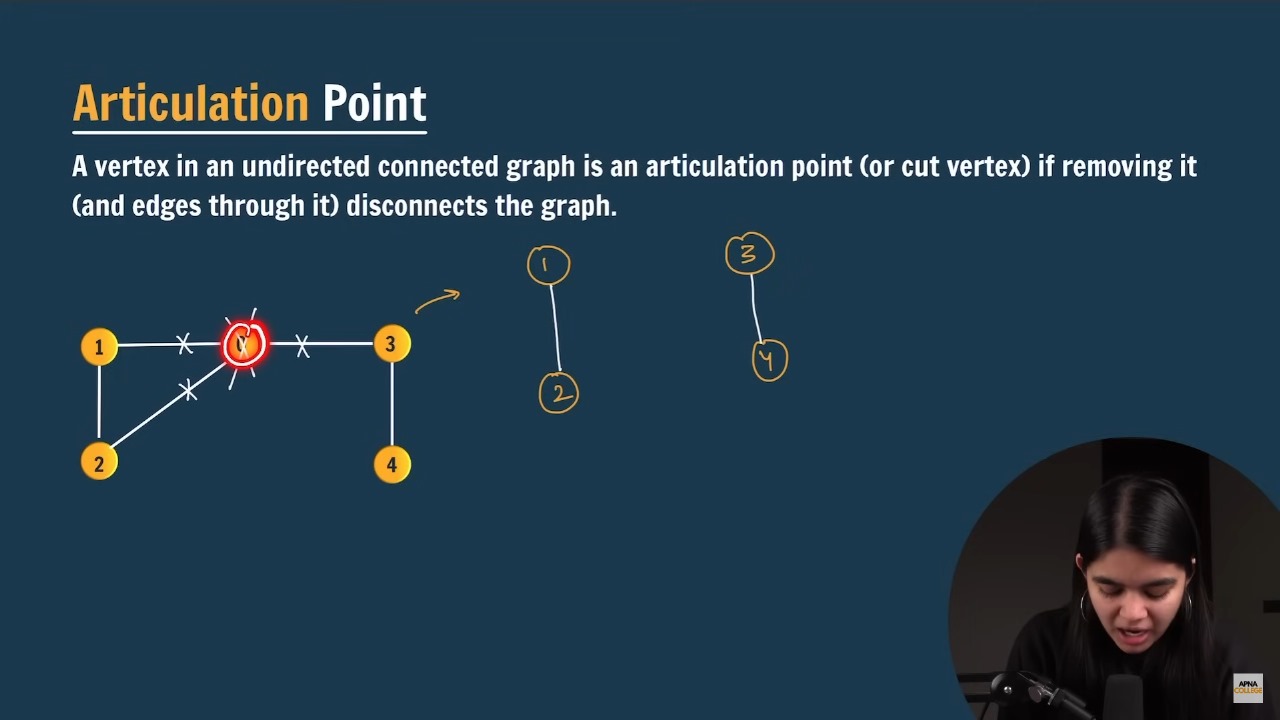 Articulation Point
A vertex in an undirected connected graph is an articulation point (or cut vertex) if removing it
(and edges through it) disconnects the graph.
1
3
1
3
4
2
2
4
APNA
COLLEGE